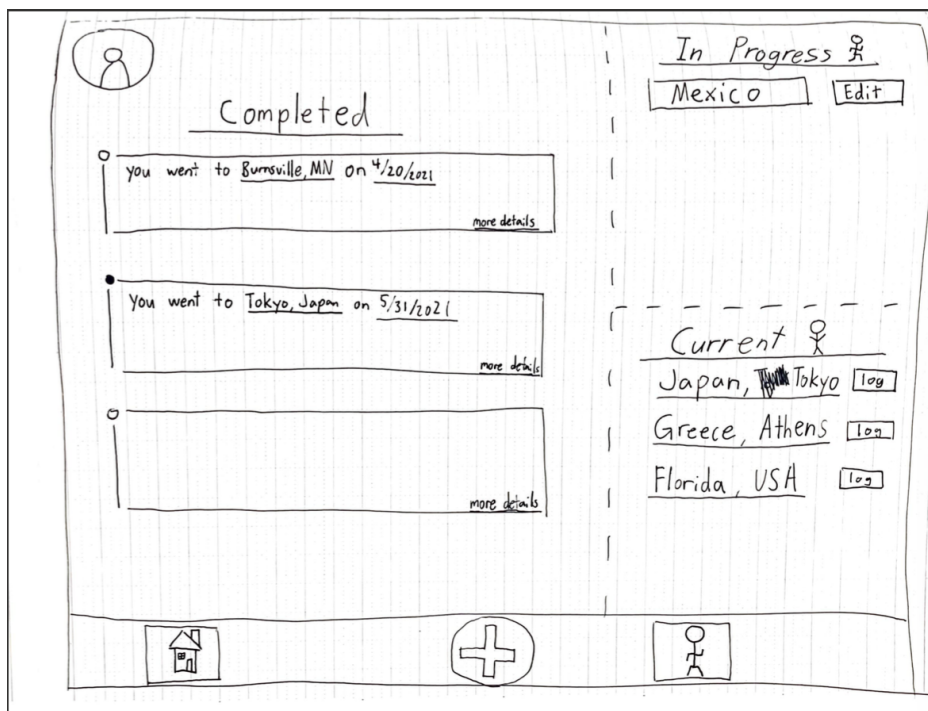 Completed
you went to Burnsville, MN on 4/20/2021
more details
You went to Tokyo, Japan on 5/31/2021
more details
more details
In Progress
Mexico Edit
Current
Japan, Tokyo log
Greece, Athens log
Florida, USA log